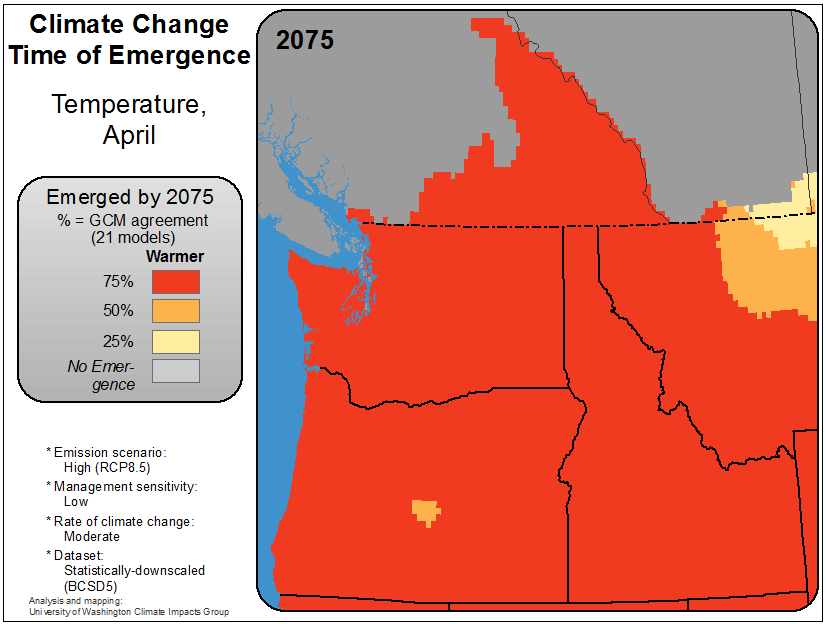 Climate Change
Time of Emergence
Temperature,
April
Emerged by 2075
% = GCM agreement
(21 models)
Warmer
75%
50%
25%
No Emer-
gence
* Emission scenario:
High (RCP8.5)
* Management sensitivity:
Low
* Rate of climate change:
Moderate
* Dataset:
Statistically-downscaled
(BCSD5)
Analysis and mapping:
University of Washington Climate Impacts Group
2075